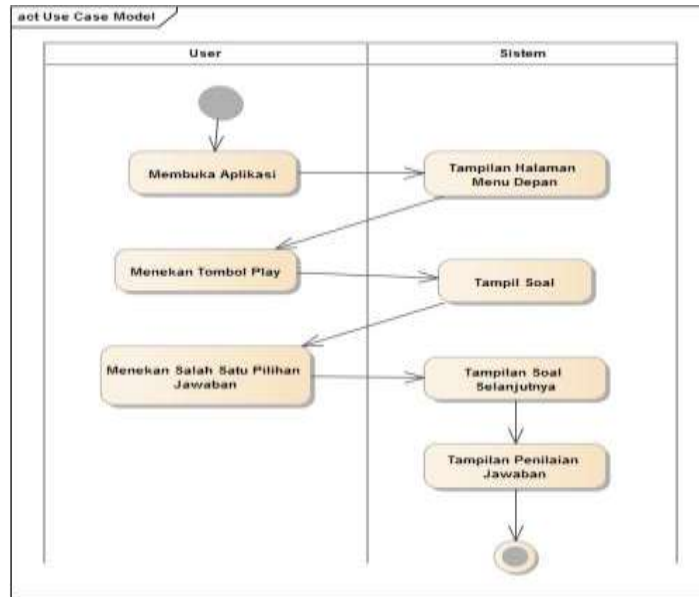 act Use Case Model
User
Sistem
Membuka Aplikasi
Tampilan Halaman
Menu Depan
Menekan Tombol Play
Tampil Soal
Menekan Salah Satu Pilihan
Jawaban
Tampilan Soal
Selanjutnya
Tampilan Penilaian
Jawaban